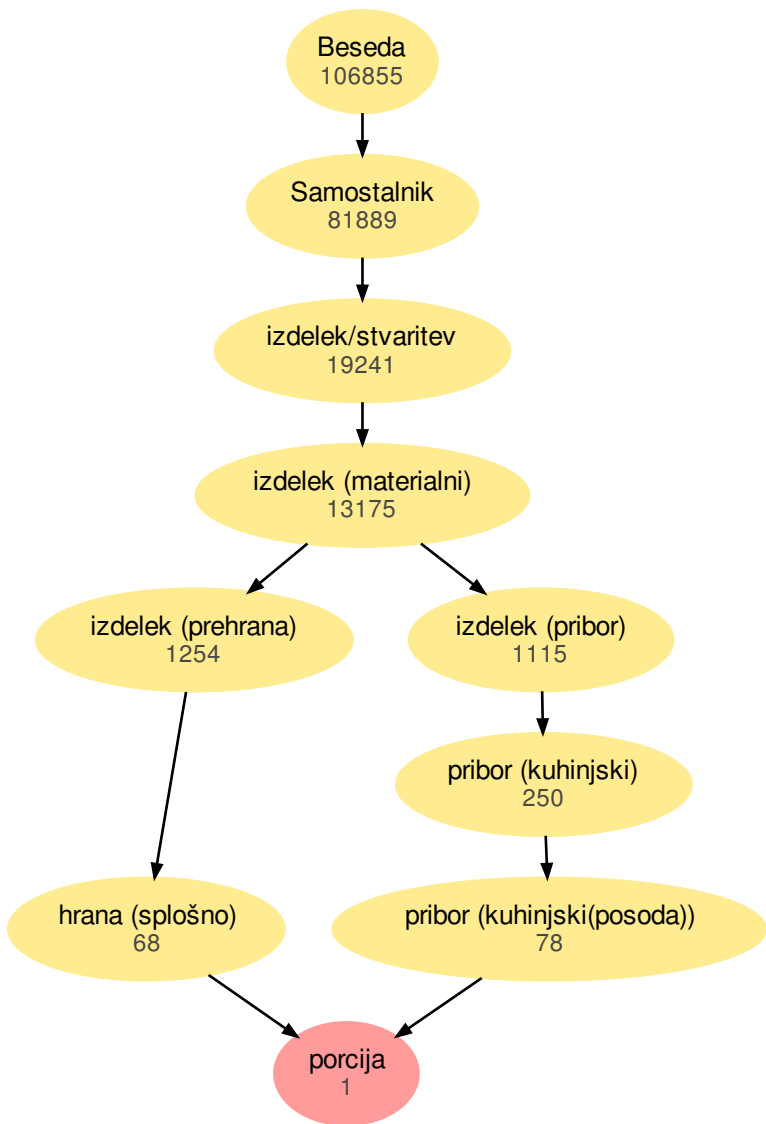 Beseda
106855
Samostalnik
81889
izdelek/stvaritev
19241
izdelek (materialni)
13175
izdelek (prehrana)
1254
izdelek (pribor)
1115
pribor (kuhinjski)
250
hrana (splošno)
68
pribor (kuhinjski(posoda))
78
porcija
1